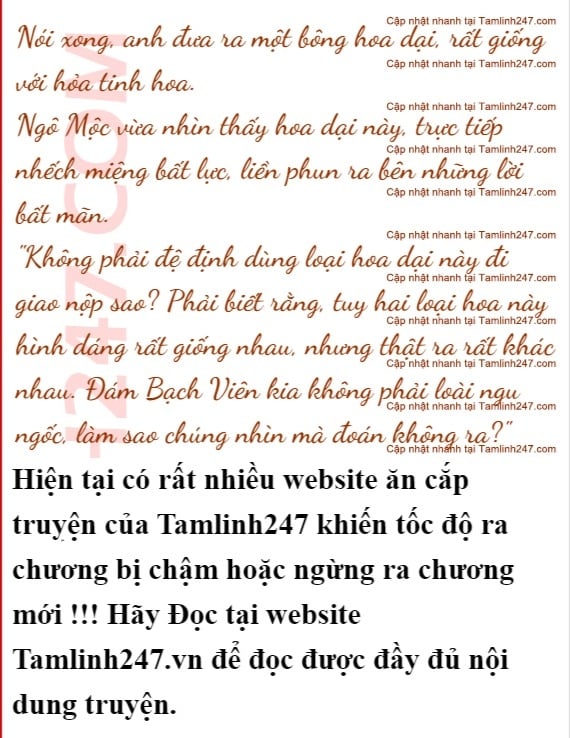 Cập nhật nhanh tại Tamlinh247.com
Nói xong, anh đưa ra một bông hoa dại, rất giống
Cập nhật nhanh tại Tamlinh247.com
với hỏa tinh hoa.
Cập nhật nhanh tại Tamlinh247.com
Ngô Mộc vừa nhìn thấy hoa dại này, trực tiếp
Cập nhật nhanh tại Tamlinh247.com
nhếch miệng bất lực, liền phun ra bên những lời
Cập nhật nhanh tại Tamlinh247.com
bất mãn.
Cập nhật nhanh tại Tamlinh247.com
"Không phải đệ định dùng loại hoa dại này đi
Cập nhật nhanh tại Tamlinh247.com
giao nộp sao? Phải biết rằng, tuy hai loại hoa này
Cập nhật nhanh tại Tamlinh247.com
hình dáng rất giống nhau, nhưng thật ra rất khác
Cập nhật nhanh tại Tamlinh247.com
nhau. Đám Bạch Viên kia không phải loài ngu
Cập nhật nhanh tại Tamlinh247.com
ngốc, làm sao chúng nhìn mà đoán không ra?"
Cập nhật nhanh tại Tamlinh247.com
Hiện tại có rất nhiều website ăn cắp
truyện của Tamlinh247 khiến tốc độ ra
chương bị chậm hoặc ngừng ra chương
mới !!! Hãy Đọc tại website
Tamlinh247.vn để đọc được đầy đủ nội
dung truyện.